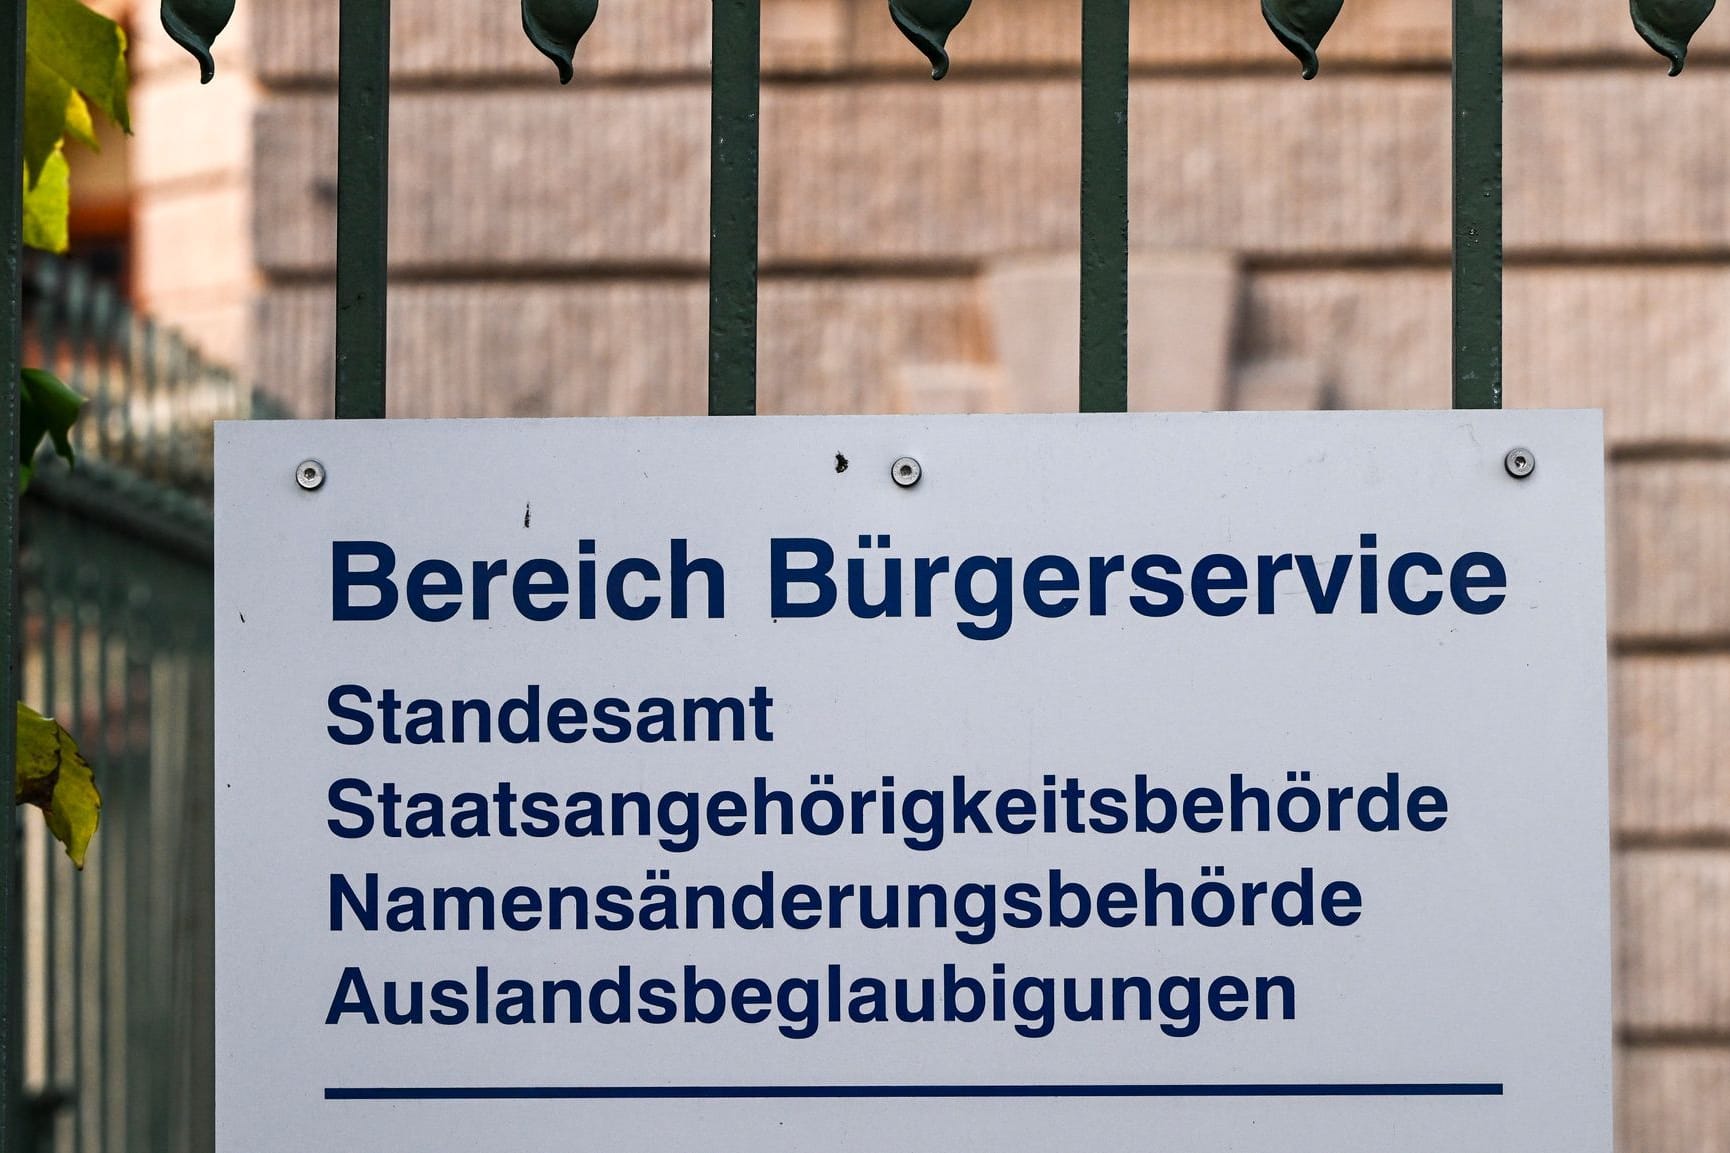 Bereich Bürgerservice
Standesamt
Staatsangehörigkeitsbehörde
Namensänderungsbehörde
Auslandsbeglaubigungen